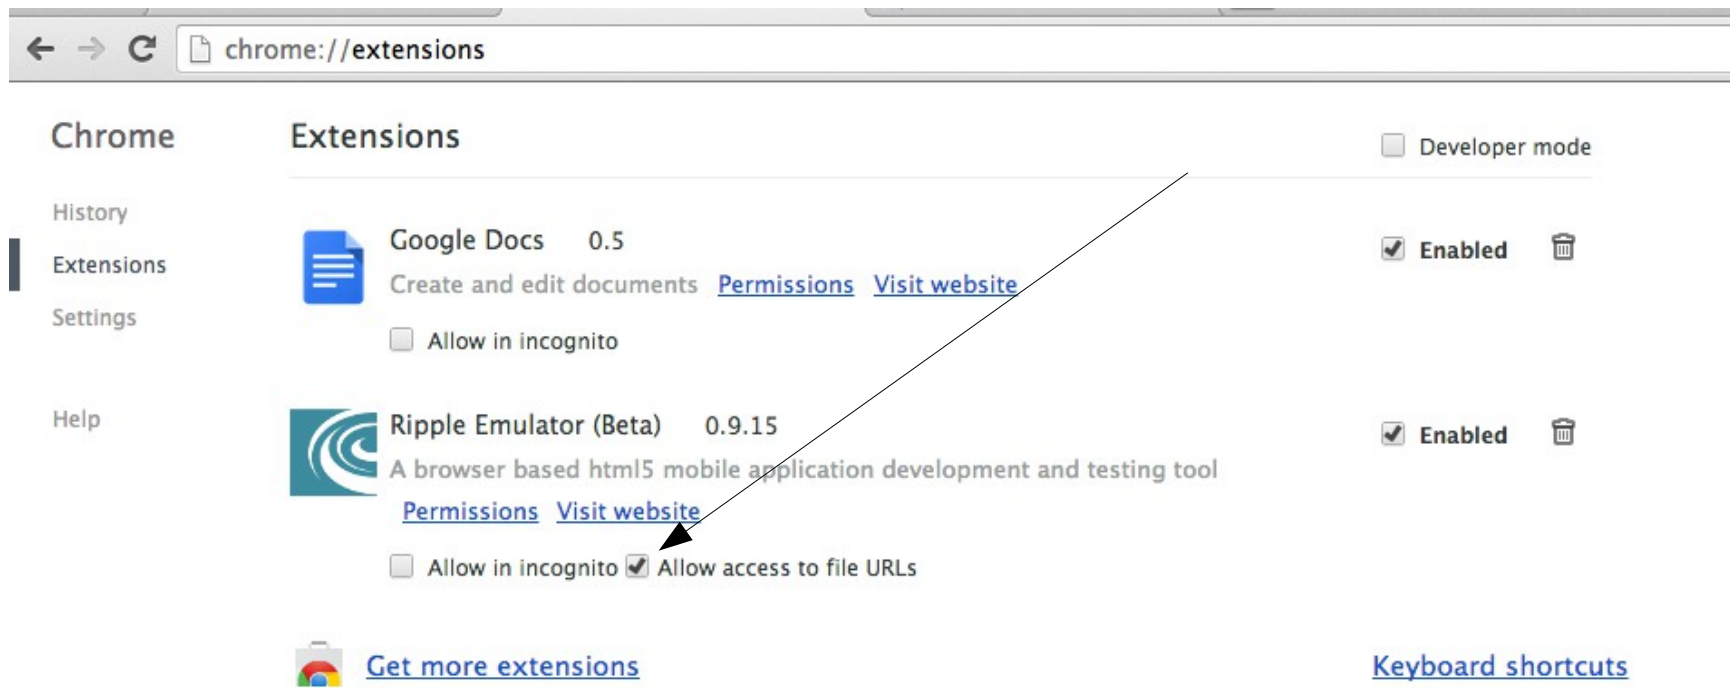 chrome://extensions
Chrome
Extensions
Developer mode
History
Extensions
Settings
Help
Google Docs 0.5
Enabled
Create and edit documents Permissions Visit website
Allow in incognito
Ripple Emulator (Beta) 0.9.15
Enabled
A browser based html5 mobile application development and testing tool
Permissions Visit website
Allow in incognito Allow access to file URLs
Get more extensions
Keyboard shortcuts